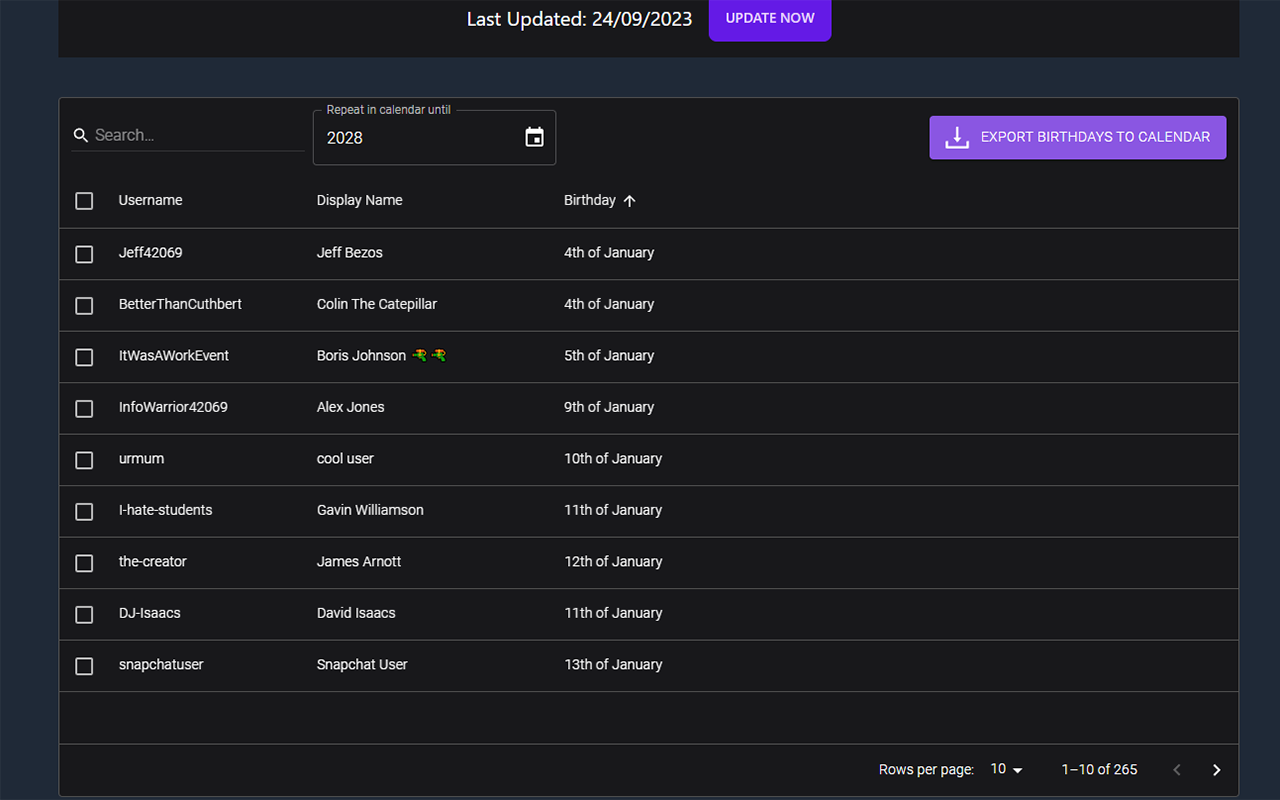 Last Updated: 24/09/2023 UPDATE NOW
Repeat in calendar until
Search... 2028 EXPORT BIRTHDAYS TO CALENDAR
Username Display Name Birthday
Jeff42069 Jeff Bezos 4th of January
BetterThanCuthbert Colin The Catepillar 4th of January
ItWasAWorkEvent Boris Johnson 5th of January
InfoWarrior42069 Alex Jones 9th of January
urmum cool user 10th of January
I-hate-students Gavin Williamson 11th of January
the-creator James Arnott 12th of January
DJ-Isaacs David Isaacs 11th of January
snapchatuser Snapchat User 13th of January
Rows per page: 10 1–10 of 265